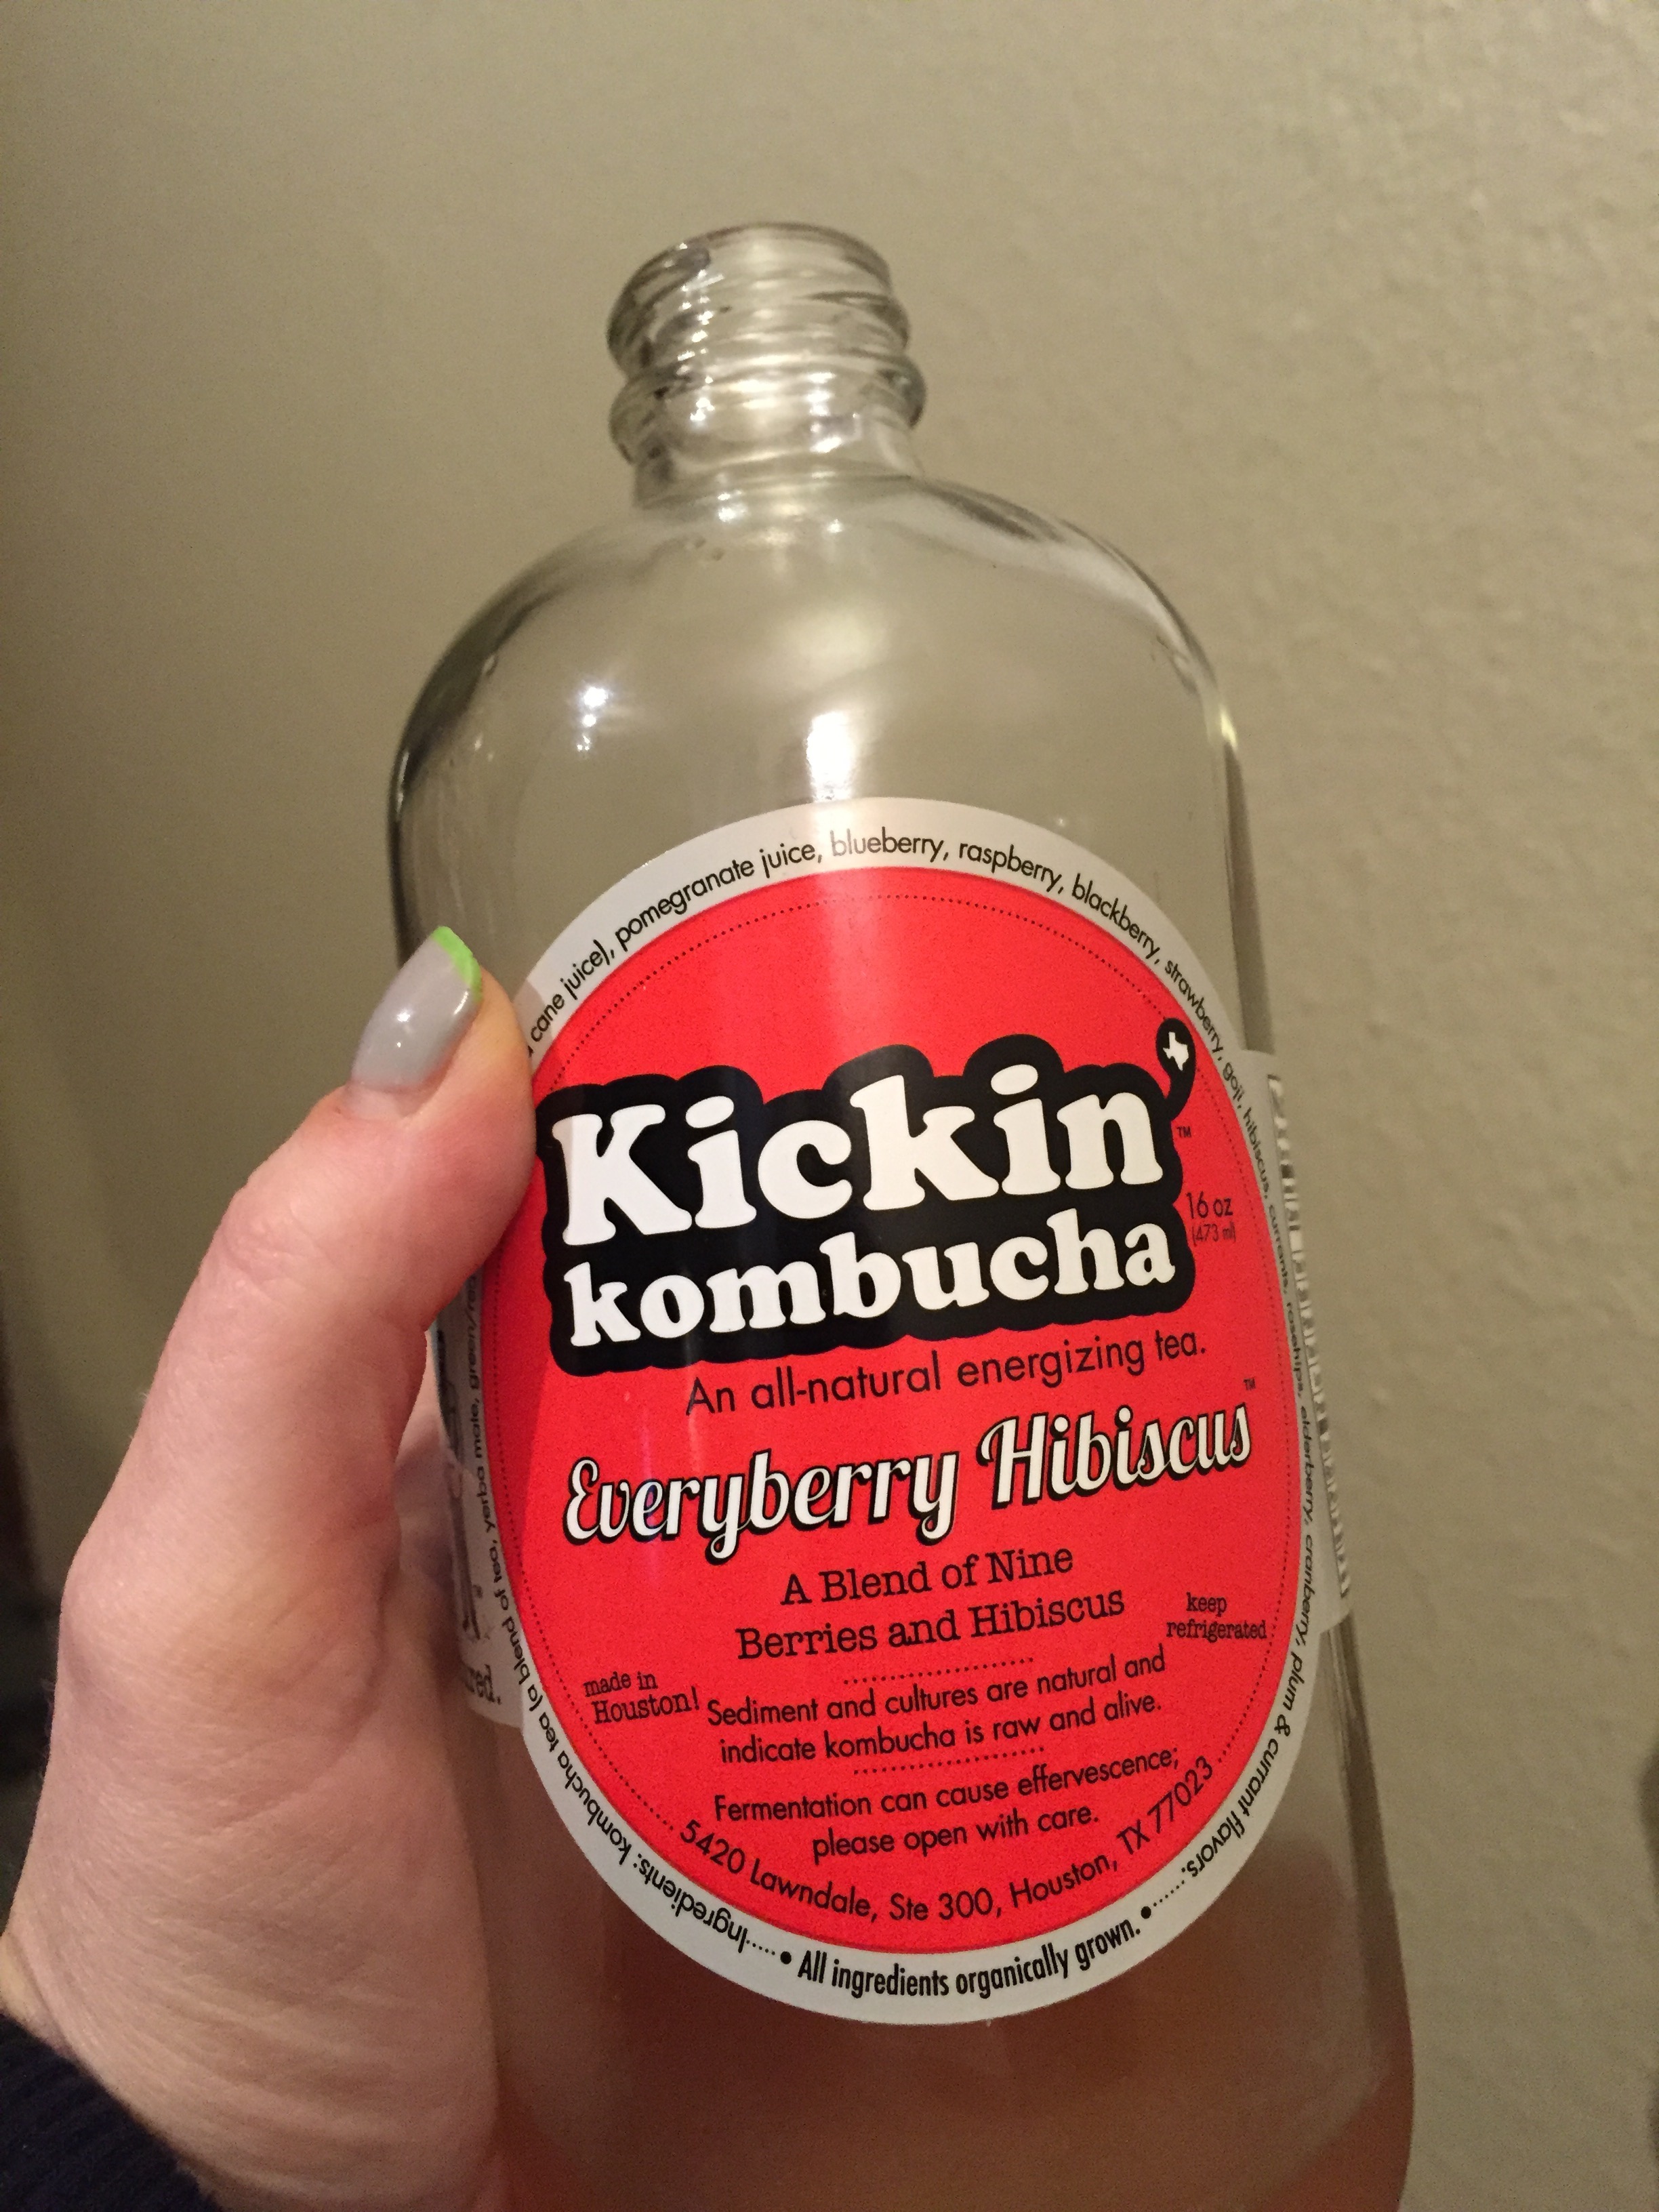 Kickin'
kombucha
™
16 oz
(473 ml)
An all-natural energizing tea.
Everyberry Hibiscus
™
A Blend of Nine
Berries and Hibiscus
keep
refrigerated
made in
Houston!
Sediment and cultures are natural and
indicate kombucha is raw and alive.
Fermentation can cause effervescence;
please open with care.
5420 Lawndale, Ste 300, Houston, TX 77023
Ingredients: kombucha tea (a blend of tea, yerba mate, green/
cane juice), pomegranate juice, blueberry, raspberry, blackberry, strawberry, goji, hibiscus, currants, rosehips, elderberry, cranberry, plum & currant flavors.
• All ingredients organically grown. •
red.